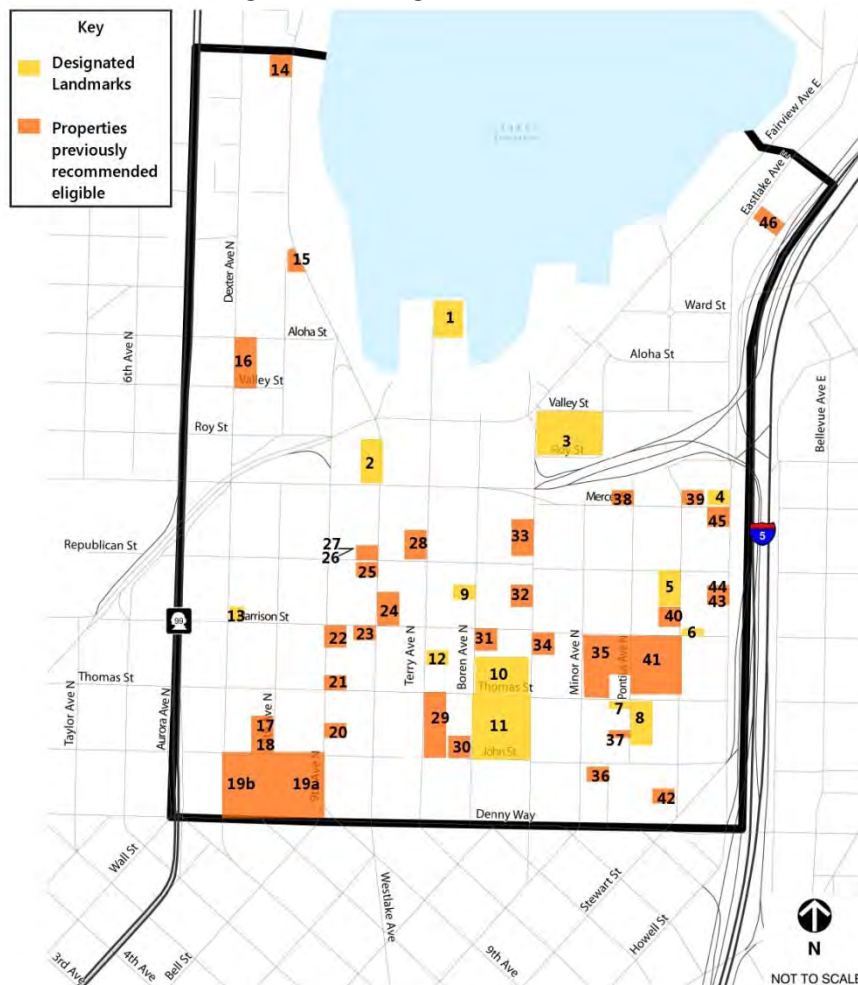 Key
Designated
Landmarks
Properties
previously
recommended
eligible
14
Fairview Ave E
Eastlake Ave E
46
15
Dexter Ave N
6th Ave N
1
Ward St
Aloha St
Aloha St
16
Valley St
Valley St
Bellevue Ave E
Roy St
3
Roy St
2
38
39
4
45
5
Republican St
27
26
28
33
25
9
32
5
44
43
24
13
99
40
6
22
23
31
34
Terry Ave N
Boren Ave N
Minor Ave N
12
35
41
10
Thomas St
Thomas St
Taylor Ave N
Aurora Ave N
21
29
7
8
11
17
18
20
30
37
John St
36
19b
19a
42
Denny Way
Wall St
Westlake Ave
Stewart St
Howell St
3rd Ave
4th Ave
Bell St
9th Ave
N
NOT TO SCALE